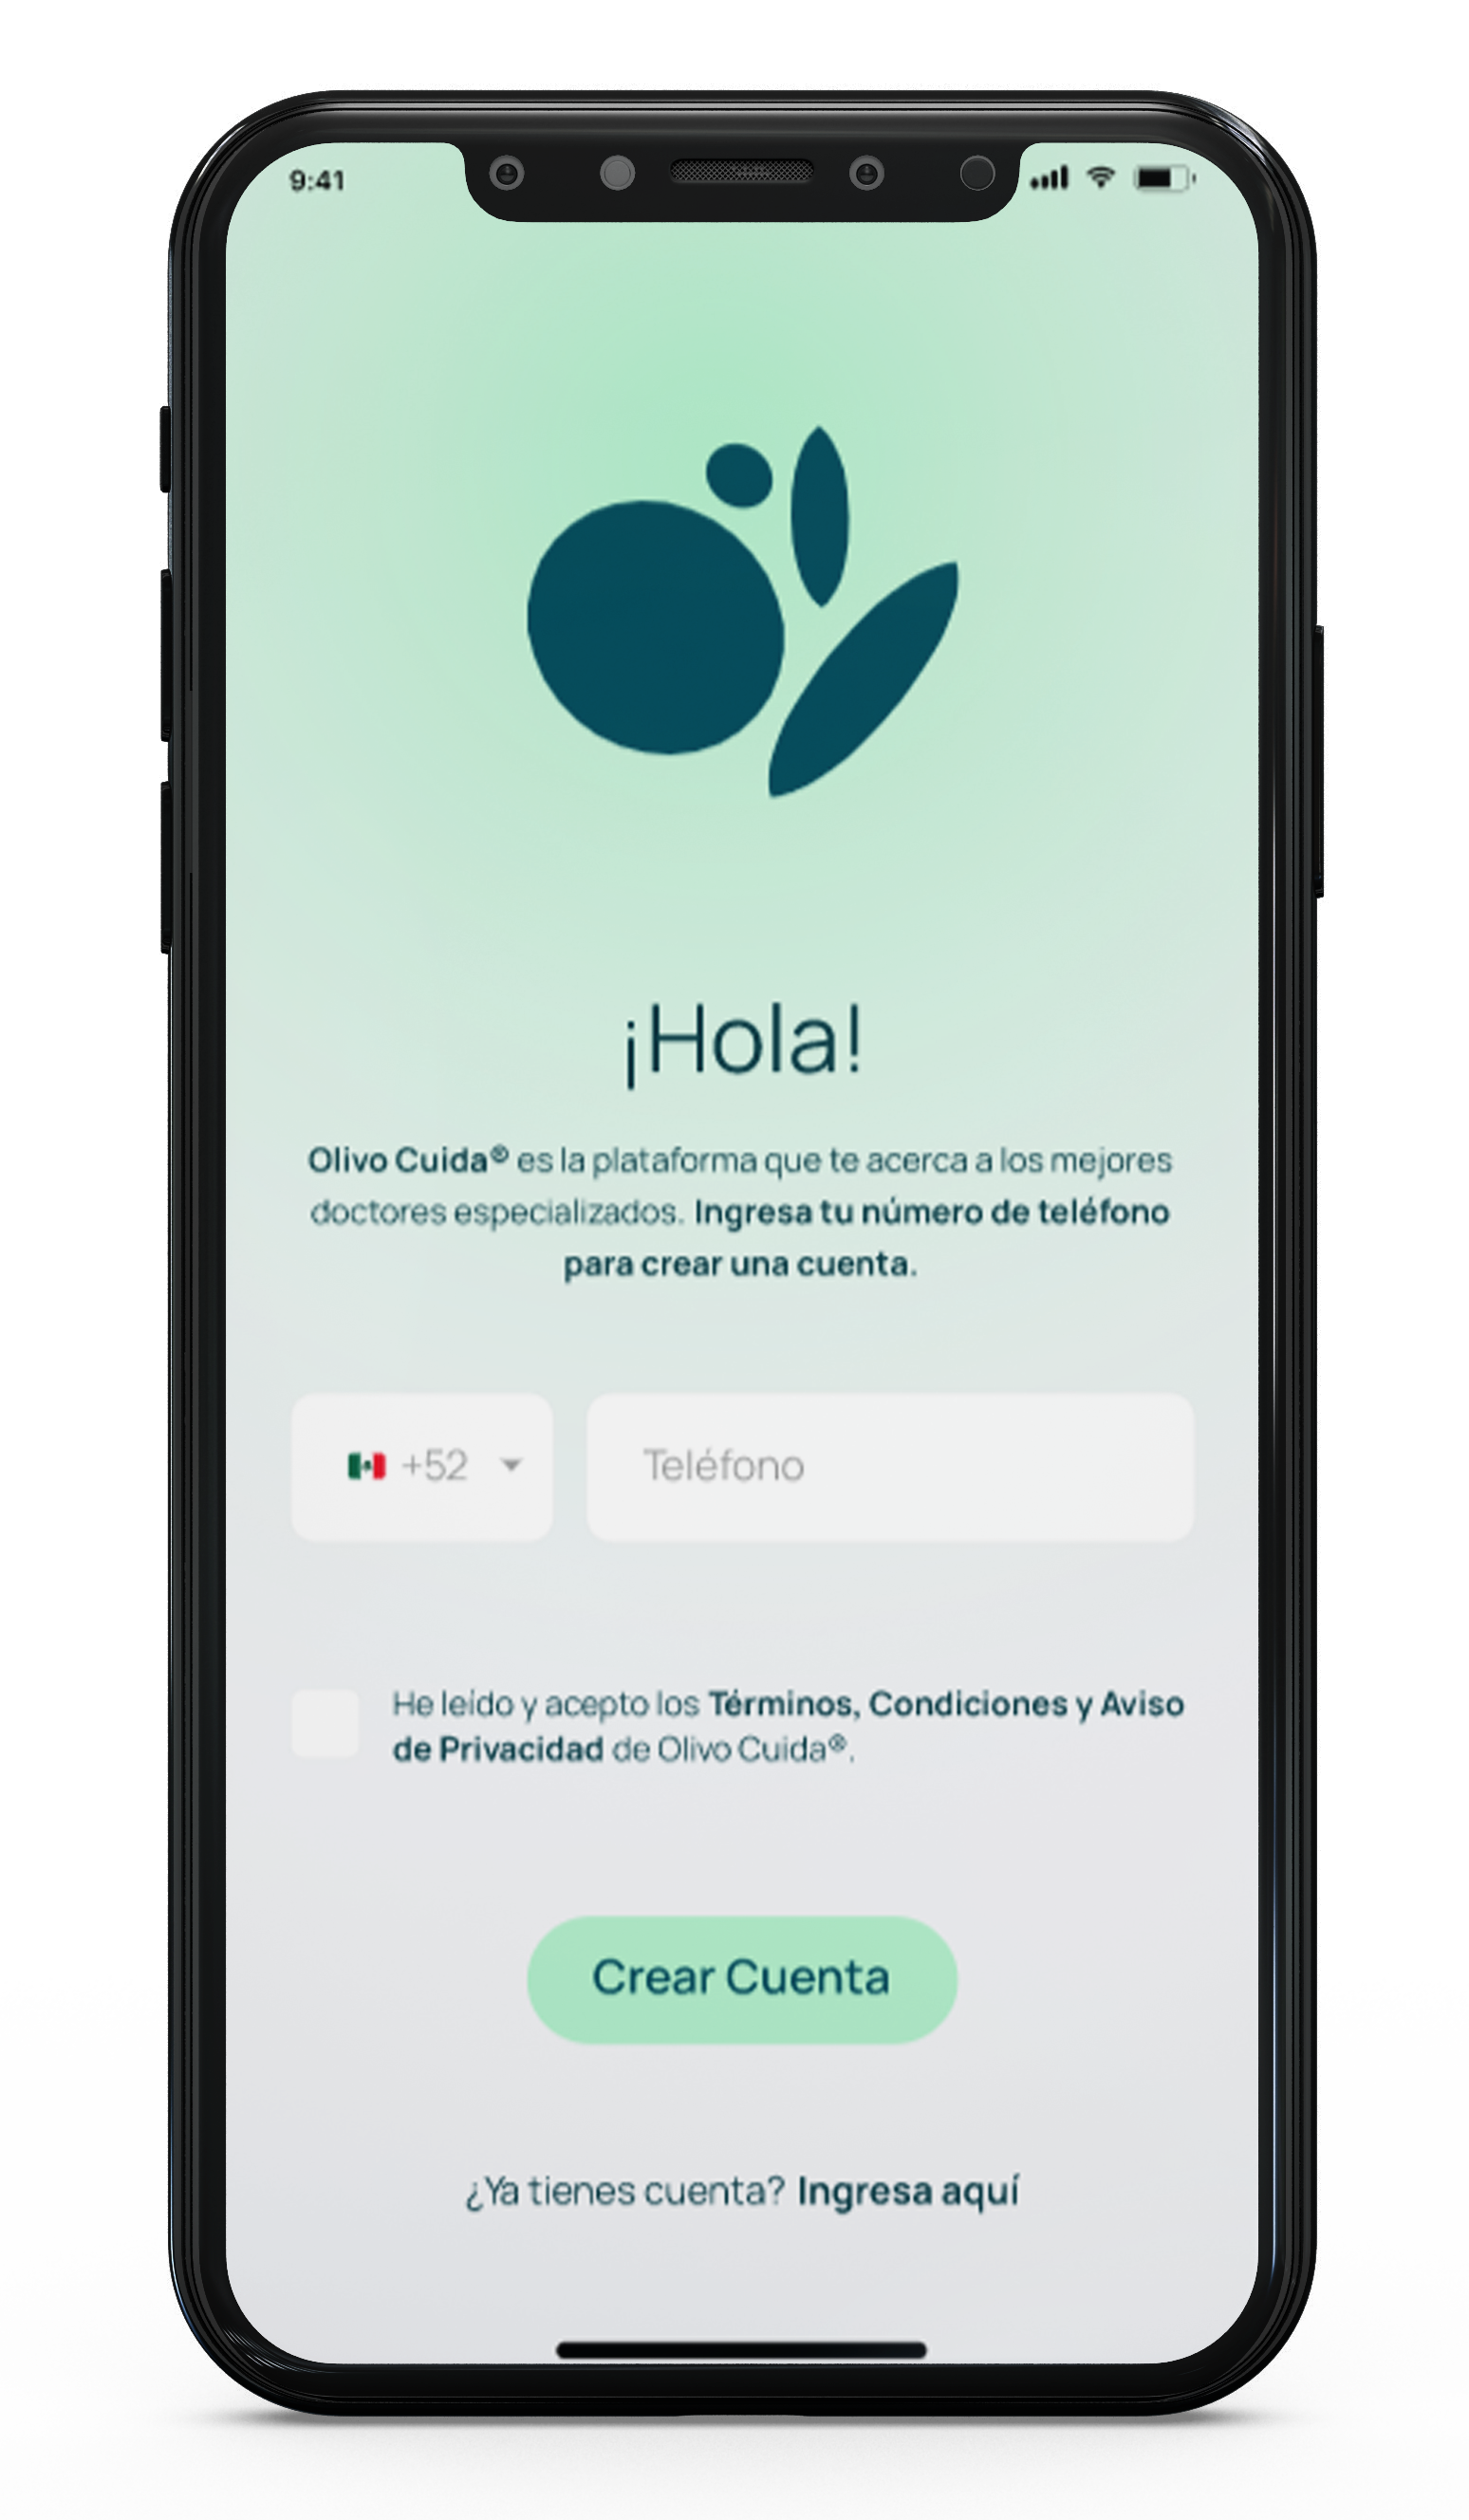 9:41
¡Hola!
Olivo Cuida® es la plataforma que te acerca a los mejores
doctores especializados. Ingresa tu número de teléfono
para crear una cuenta.
+52
Teléfono
He leído y acepto los Términos, Condiciones y Aviso
de Privacidad de Olivo Cuida®.
Crear Cuenta
¿Ya tienes cuenta? Ingresa aquí